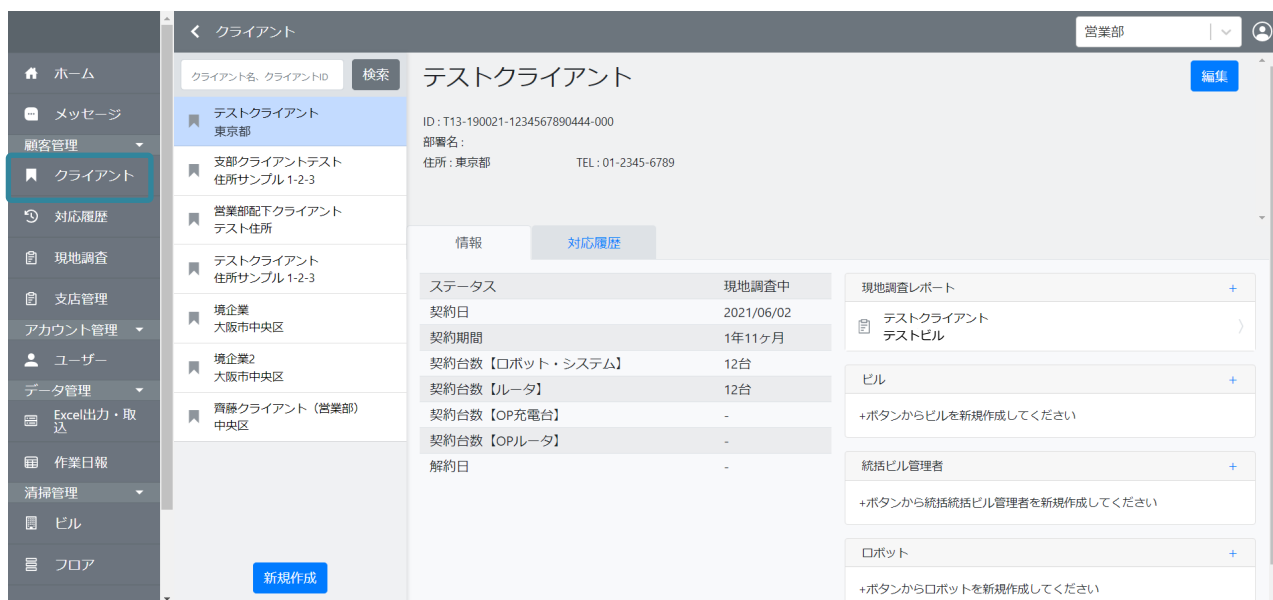 クライアント
営業部
ホーム
メッセージ
顧客管理
クライアント
対応履歴
現地調査
支店管理
アカウント管理
ユーザー
データ管理
Excel出力・取
込
作業日報
清掃管理
ビル
フロア
クライアント名、クライアントID
検索
テストクライアント
東京都
支部クライアントテスト
住所サンプル 1-2-3
営業部配下クライアント
テスト住所
テストクライアント
住所サンプル 1-2-3
境企業
大阪市中央区
境企業2
大阪市中央区
齊藤クライアント（営業部）
中央区
新規作成
テストクライアント
編集
ID : T13-190021-1234567890444-000
部署名 :
住所 : 東京都 TEL : 01-2345-6789
情報 対応履歴
ステータス 現地調査中
契約日 2021/06/02
契約期間 1年11ヶ月
契約台数【ロボット・システム】 12台
契約台数【ルータ】 12台
契約台数【OP充電台】 -
契約台数【OPルータ】 -
解約日 -
現地調査レポート +
テストクライアント
テストビル
ビル +
+ボタンからビルを新規作成してください
統括ビル管理者 +
+ボタンから統括統括ビル管理者を新規作成してください
ロボット +
+ボタンからロボットを新規作成してください